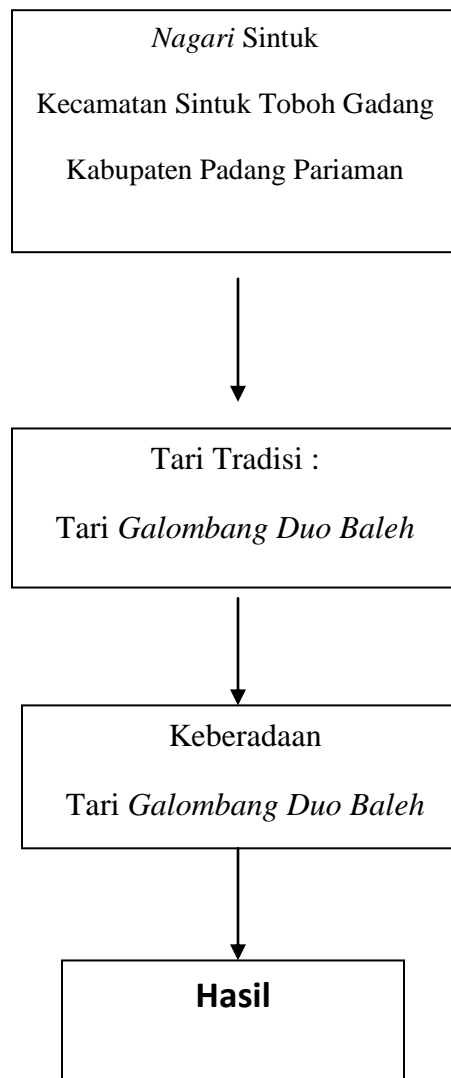 Nagari Sintuk
Kecamatan Sintuk Toboh Gadang
Kabupaten Padang Pariaman
Tari Tradisi :
Tari Galombang Duo Baleh
Keberadaan
Tari Galombang Duo Baleh
Hasil